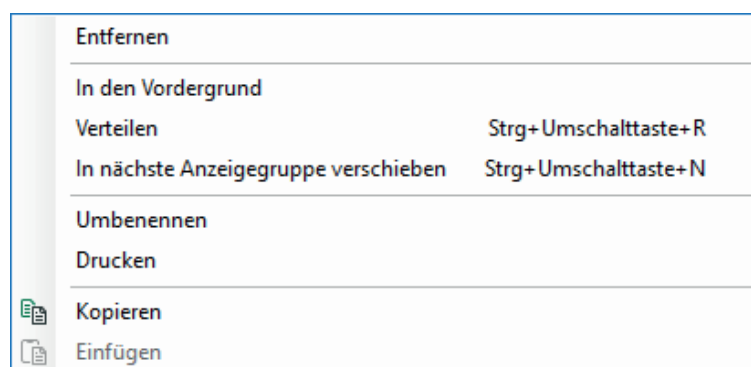 Entfernen
In den Vordergrund
Verteilen Strg+Umschalttaste+R
In nächste Anzeigegruppe verschieben Strg+Umschalttaste+N
Umbenennen
Drucken
Kopieren
Einfügen